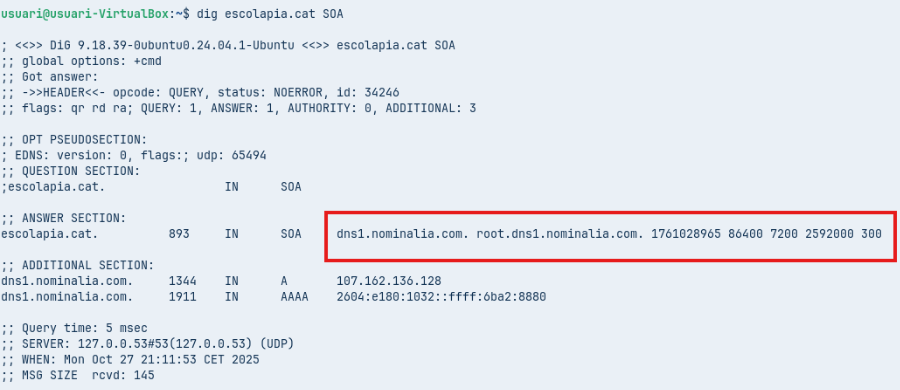 usuari@usuari-VirtualBox:~$ dig escolapia.cat SOA
; <<>> DiG 9.18.39-0ubuntu0.24.04.1-Ubuntu <<>> escolapia.cat SOA
;; global options: +cmd
;; Got answer:
;; ->>HEADER<<- opcode: QUERY, status: NOERROR, id: 34246
;; flags: qr rd ra; QUERY: 1, ANSWER: 1, AUTHORITY: 0, ADDITIONAL: 3
;; OPT PSEUDOSECTION:
; EDNS: version: 0, flags:; udp: 65494
;; QUESTION SECTION:
;escolapia.cat. IN SOA
;; ANSWER SECTION:
escolapia.cat. 893 IN SOA dns1.nominalia.com. root.dns1.nominalia.com. 1761028965 86400 7200 2592000 300
;; ADDITIONAL SECTION:
dns1.nominalia.com. 1344 IN A 107.162.136.128
dns1.nominalia.com. 1911 IN AAAA 2604:e180:1032::ffff:6ba2:8880
;; Query time: 5 msec
;; SERVER: 127.0.0.53#53(127.0.0.53) (UDP)
;; WHEN: Mon Oct 27 21:11:53 CET 2025
;; MSG SIZE rcvd: 145